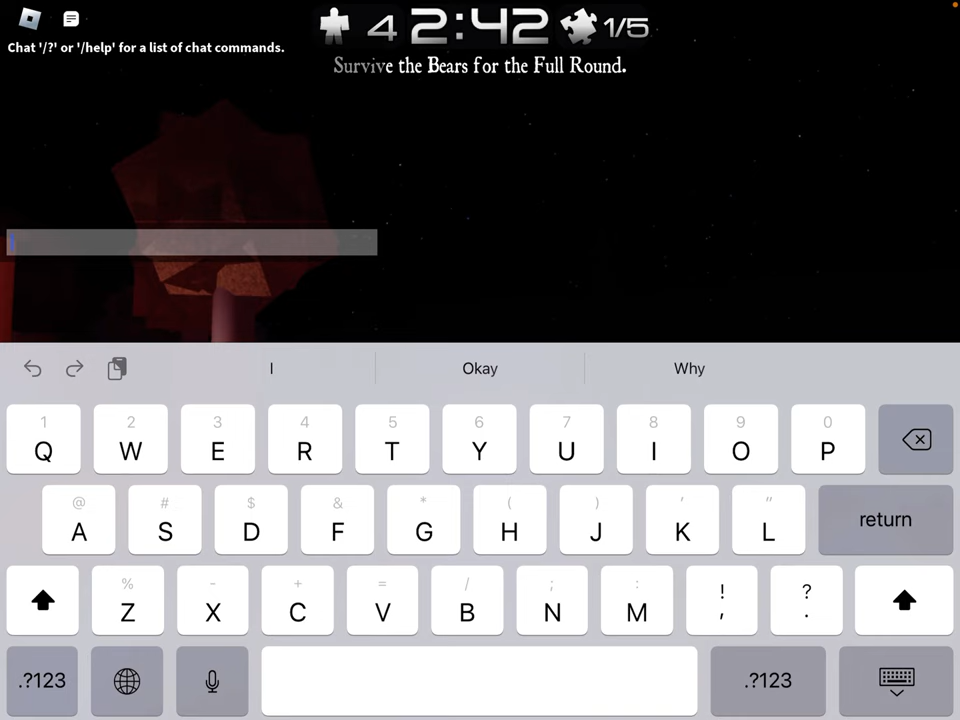 4 2:42 1/5
Chat '/?' or '/help' for a list of chat commands.
Survive the Bears for the Full Round.
I Okay Why
1 2 3 4 5 6 7 8 9 0
Q W E R T Y U I O P
@ # $ & * ( ) ' "
A S D F G H J K L return
% - + = / ; : ! ?
Z X C V B N M , .
.?123 .?123